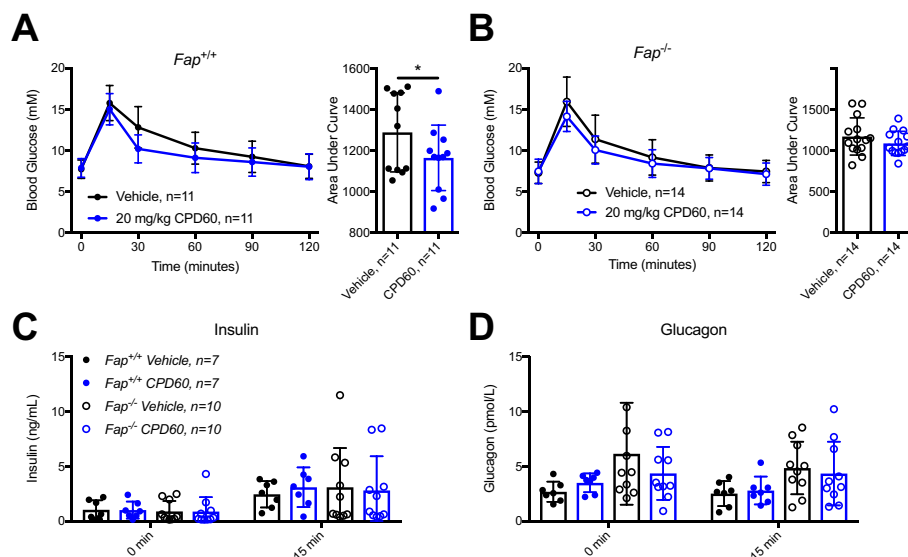 A
Fap+/+
Blood Glucose (mM)
20
15
10
5
0
30
60
90
120
Time (minutes)
Vehicle, n=11
20 mg/kg CPD60, n=11
*
Area Under Curve
1600
1400
1200
1000
800
Vehicle, n=11
CPD60, n=11
B
Fap-/-
Blood Glucose (mM)
20
15
10
5
0
30
60
90
120
Time (minutes)
Vehicle, n=14
20 mg/kg CPD60, n=14
Area Under Curve
2000
1500
1000
500
0
Vehicle, n=14
CPD60, n=14
C
Insulin
Insulin (ng/mL)
15
10
5
0
Fap+/+ Vehicle, n=7
Fap+/+ CPD60, n=7
Fap-/- Vehicle, n=10
Fap-/- CPD60, n=10
0 min
15 min
D
Glucagon
Glucagon (pmol/L)
15
10
5
0
0 min
15 min